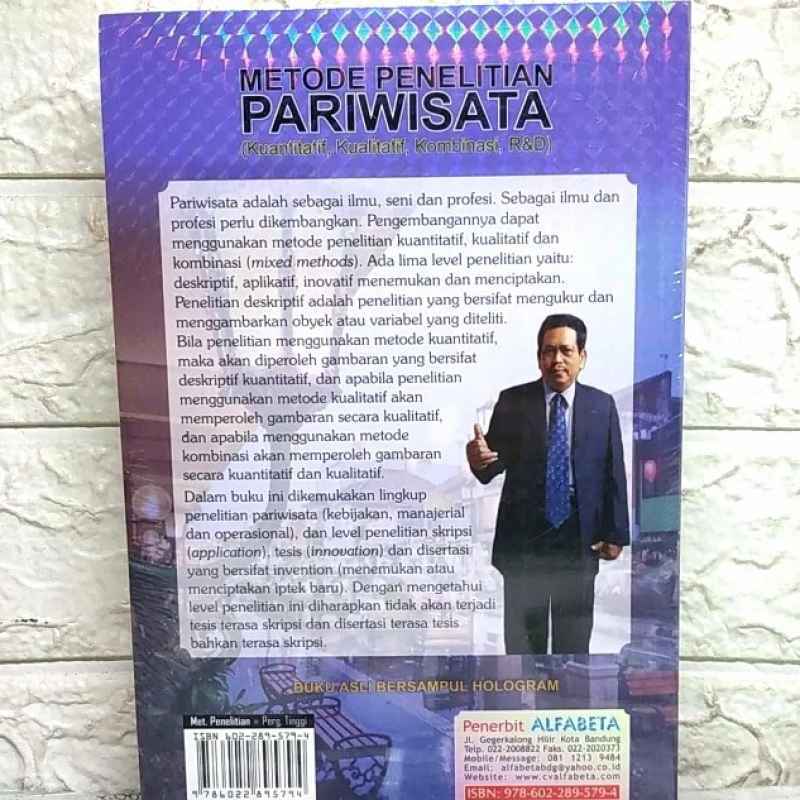 METODE PENELITIAN
PARIWISATA
(Kuantitatif, Kualitatif, Kombinasi, R&D)
Pariwisata adalah sebagai ilmu, seni dan profesi. Sebagai ilmu dan
profesi perlu dikembangkan. Pengembangannya dapat
menggunakan metode penelitian kuantitatif, kualitatif dan
kombinasi (mixed methods). Ada lima level penelitian yaitu:
deskriptif, aplikatif, inovatif menemukan dan menciptakan.
Penelitian deskriptif adalah penelitian yang bersifat mengukur dan
menggambarkan obyek atau variabel yang diteliti.
Bila penelitian menggunakan metode kuantitatif,
maka akan diperoleh gambaran yang bersifat
deskriptif kuantitatif, dan apabila penelitian
menggunakan metode kualitatif akan
memperoleh gambaran secara kualitatif,
dan apabila menggunakan metode
kombinasi akan memperoleh gambaran
secara kuantitatif dan kualitatif.
Dalam buku ini dikemukakan lingkup
penelitian pariwisata (kebijakan, manajerial
dan operasional), dan level penelitian skripsi
(application), tesis (innovation) dan disertasi
yang bersifat invention (menemukan atau
menciptakan iptek baru). Dengan mengetahui
level penelitian ini diharapkan tidak akan terjadi
tesis terasa skripsi dan disertasi terasa tesis
bahkan terasa skripsi.
BUKU ASLI BERSAMPUL HOLOGRAM
Met. Penelitian - Perg. Tinggi
ISBN 602-289-579-4
9 786022 895794
Penerbit ALFABETA
Jl. Gegerkalong Hilir Kota Bandung
Telp. 022-2008822 Faks. 022-2020373
Mobile/Message: 081 1213 9484
Email: alfabetabdg@yahoo.co.id
Website: www.cvalfabeta.com
ISBN: 978-602-289-579-4